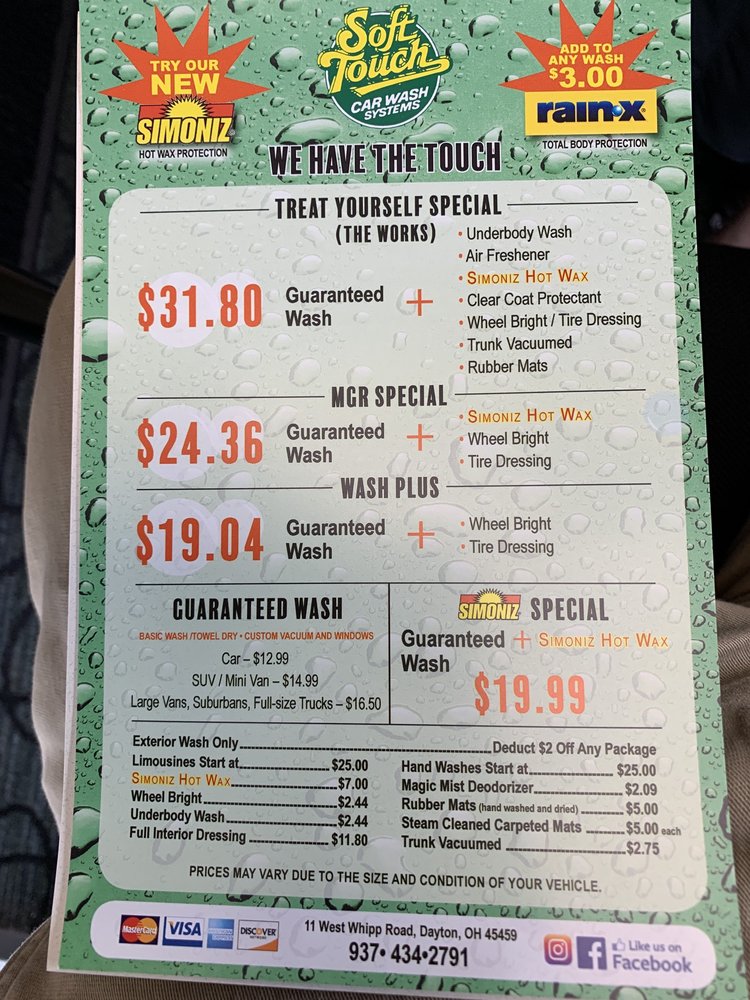 TRY OUR
NEW
SIMONIZ
HOT WAX PROTECTION
Soft
Touch
CAR WASH
SYSTEMS
ADD TO
ANY WASH
$3.00
rain-x
TOTAL BODY PROTECTION
WE HAVE THE TOUCH
TREAT YOURSELF SPECIAL
(THE WORKS)
$31.80
Guaranteed
Wash
+
• Underbody Wash
• Air Freshener
• SIMONIZ HOT WAX
• Clear Coat Protectant
• Wheel Bright / Tire Dressing
• Trunk Vacuumed
• Rubber Mats
MGR SPECIAL
$24.36
Guaranteed
Wash
+
• SIMONIZ HOT WAX
• Wheel Bright
• Tire Dressing
WASH PLUS
$19.04
Guaranteed
Wash
+
• Wheel Bright
• Tire Dressing
GUARANTEED WASH
BASIC WASH /TOWEL DRY • CUSTOM VACUUM AND WINDOWS
Car – $12.99
SUV / Mini Van – $14.99
Large Vans, Suburbans, Full-size Trucks – $16.50
SIMONIZ SPECIAL
Guaranteed + SIMONIZ HOT WAX
Wash
$19.99
Exterior Wash Only Deduct $2 Off Any Package
Limousines Start at $25.00
SIMONIZ HOT WAX $7.00
Wheel Bright $2.44
Underbody Wash $2.44
Full Interior Dressing $11.80
Hand Washes Start at $25.00
Magic Mist Deodorizer $2.09
Rubber Mats (hand washed and dried) $5.00
Steam Cleaned Carpeted Mats $5.00 each
Trunk Vacuumed $2.75
PRICES MAY VARY DUE TO THE SIZE AND CONDITION OF YOUR VEHICLE.
MasterCard
VISA
AMERICAN EXPRESS
DISCOVER
NETWORK
11 West Whipp Road, Dayton, OH 45459
937• 434•2791
f
Like us on
Facebook